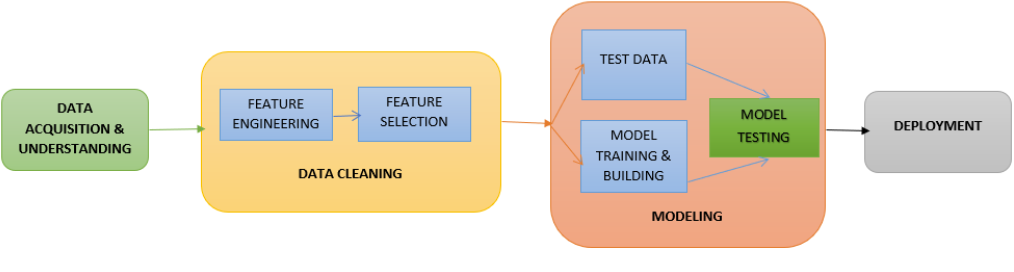 DATA
ACQUISITION &
UNDERSTANDING
FEATURE
ENGINEERING
FEATURE
SELECTION
DATA CLEANING
TEST DATA
MODEL
TRAINING &
BUILDING
MODEL
TESTING
MODELING
DEPLOYMENT